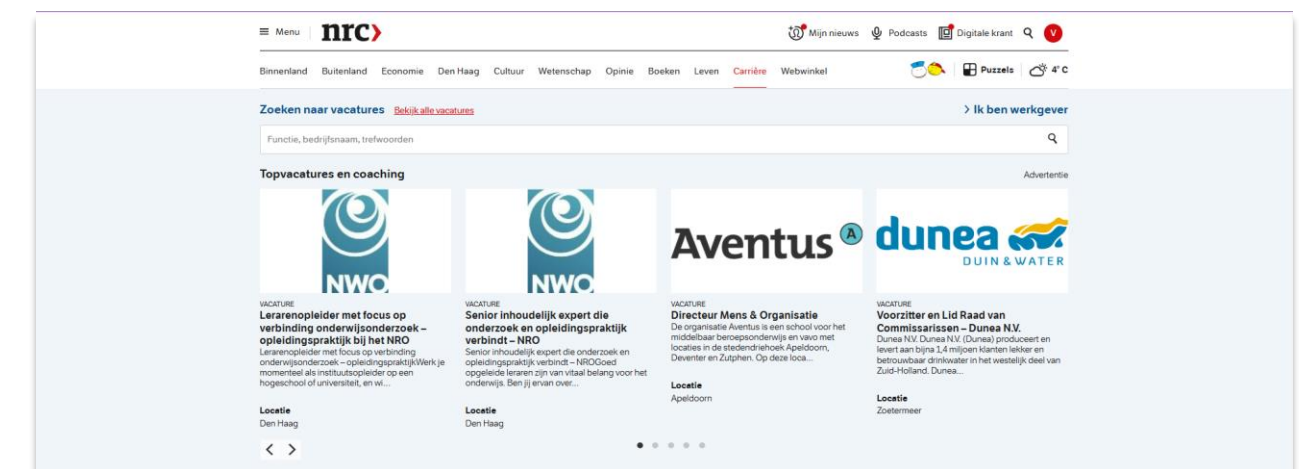 Menu nrc Mijn nieuws Podcasts Digitale krant V
Binnenland Buitenland Economie Den Haag Cultuur Wetenschap Opinie Boeken Leven Carrière Webwinkel Puzzels 4° C
Zoeken naar vacatures Bekijk alle vacatures > Ik ben werkgever
Functie, bedrijfsnaam, trefwoorden
Topvacatures en coaching Advertentie
NWO
VACATURE
Lerarenopleider met focus op
verbinding onderwijsonderzoek –
opleidingspraktijk bij het NRO
Lerarenopleider met focus op verbinding
onderwijsonderzoek – opleidingspraktijkWerk je
momenteel als instituutsopleider op een
hogeschool of universiteit, en wi...
Locatie
Den Haag
NWO
VACATURE
Senior inhoudelijk expert die
onderzoek en opleidingspraktijk
verbindt – NRO
Senior inhoudelijk expert die onderzoek en
opleidingspraktijk verbindt – NROGoed
opgeleide leraren zijn van vitaal belang voor het
onderwijs. Ben jij ervan over...
Locatie
Den Haag
Aventus A
VACATURE
Directeur Mens & Organisatie
De organisatie Aventus is een school voor het
middelbaar beroepsonderwijs en vavo met
locaties in de stedendriehoek Apeldoorn,
Deventer en Zutphen. Op deze loca...
Locatie
Apeldoorn
dunea
DUIN & WATER
VACATURE
Voorzitter en Lid Raad van
Commissarissen – Dunea N.V.
Dunea N.V. Dunea N.V. (Dunea) produceert en
levert aan bijna 1,4 miljoen klanten lekker en
betrouwbaar drinkwater in het westelijk deel van
Zuid-Holland. Dunea...
Locatie
Zoetermeer